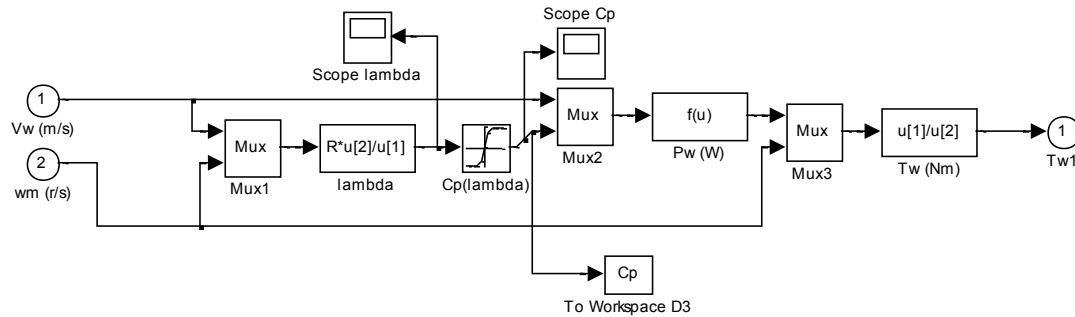 Scope Cp
Scope lambda
1
Vw (m/s)
2
wm (r/s)
Mux
Mux1
R*u[2]/u[1]
lambda
Cp(lambda)
Mux
Mux2
f(u)
Pw (W)
Mux
Mux3
u[1]/u[2]
Tw (Nm)
1
Tw1
Cp
To Workspace D3